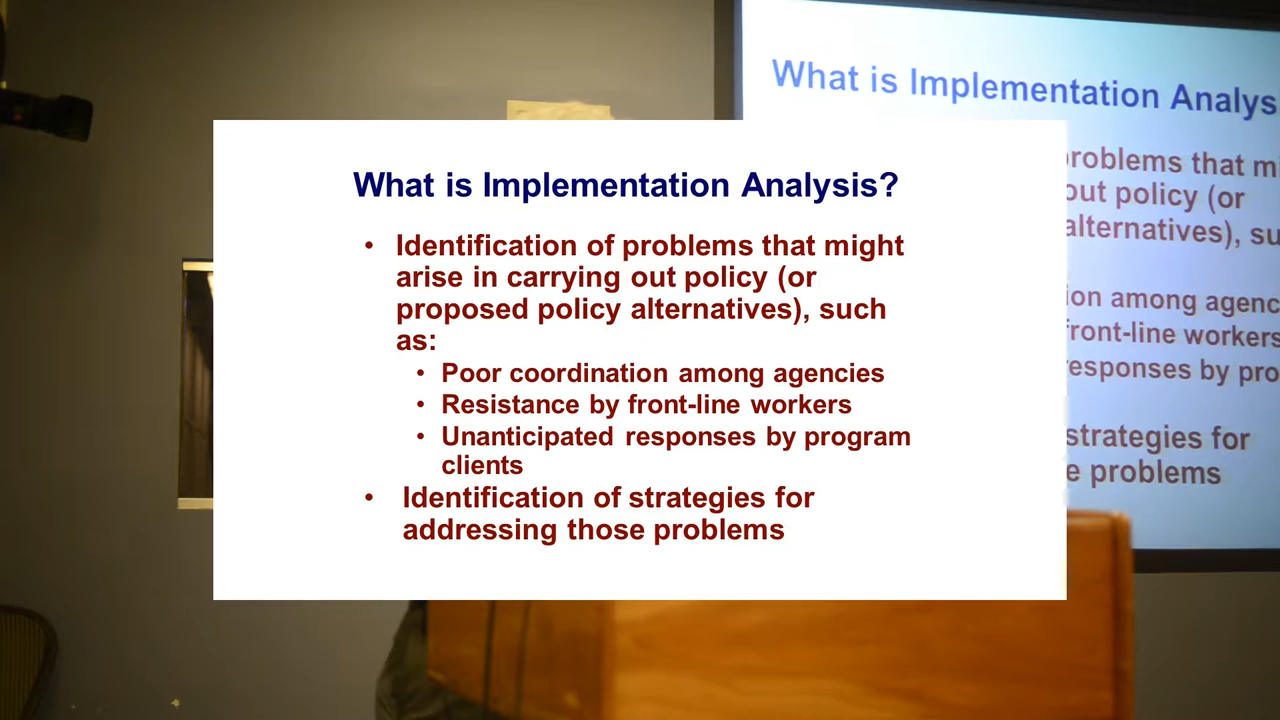 What is Implementation Analysis?
• Identification of problems that might
arise in carrying out policy (or
proposed policy alternatives), such
as:
• Poor coordination among agencies
• Resistance by front-line workers
• Unanticipated responses by program
clients
• Identification of strategies for
addressing those problems
What is Implementation Analys
roblems that mi
out policy (or
alternatives), su
ion among agenc
front-line workers
esponses by pro
strategies for
e problems